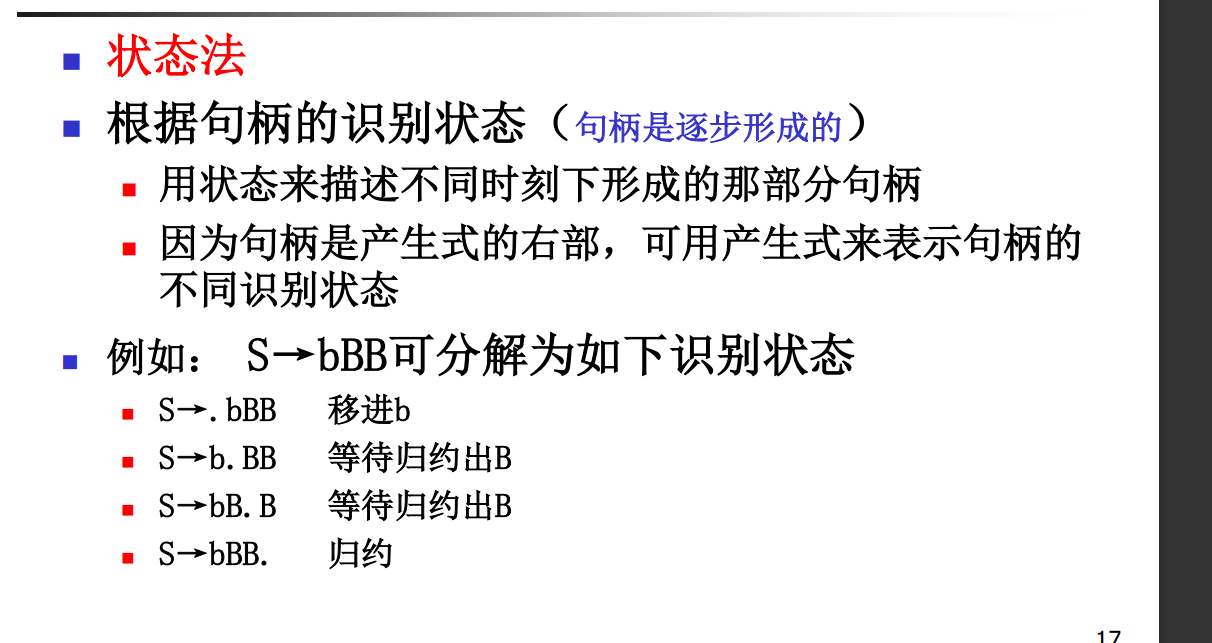 状态法
根据句柄的识别状态（句柄是逐步形成的）
用状态来描述不同时刻下形成的那部分句柄
因为句柄是产生式的右部，可用产生式来表示句柄的
不同识别状态
例如： S→bBB可分解为如下识别状态
S→.bBB 移进b
S→b.BB 等待归约出B
S→bB.B 等待归约出B
S→bBB. 归约
17